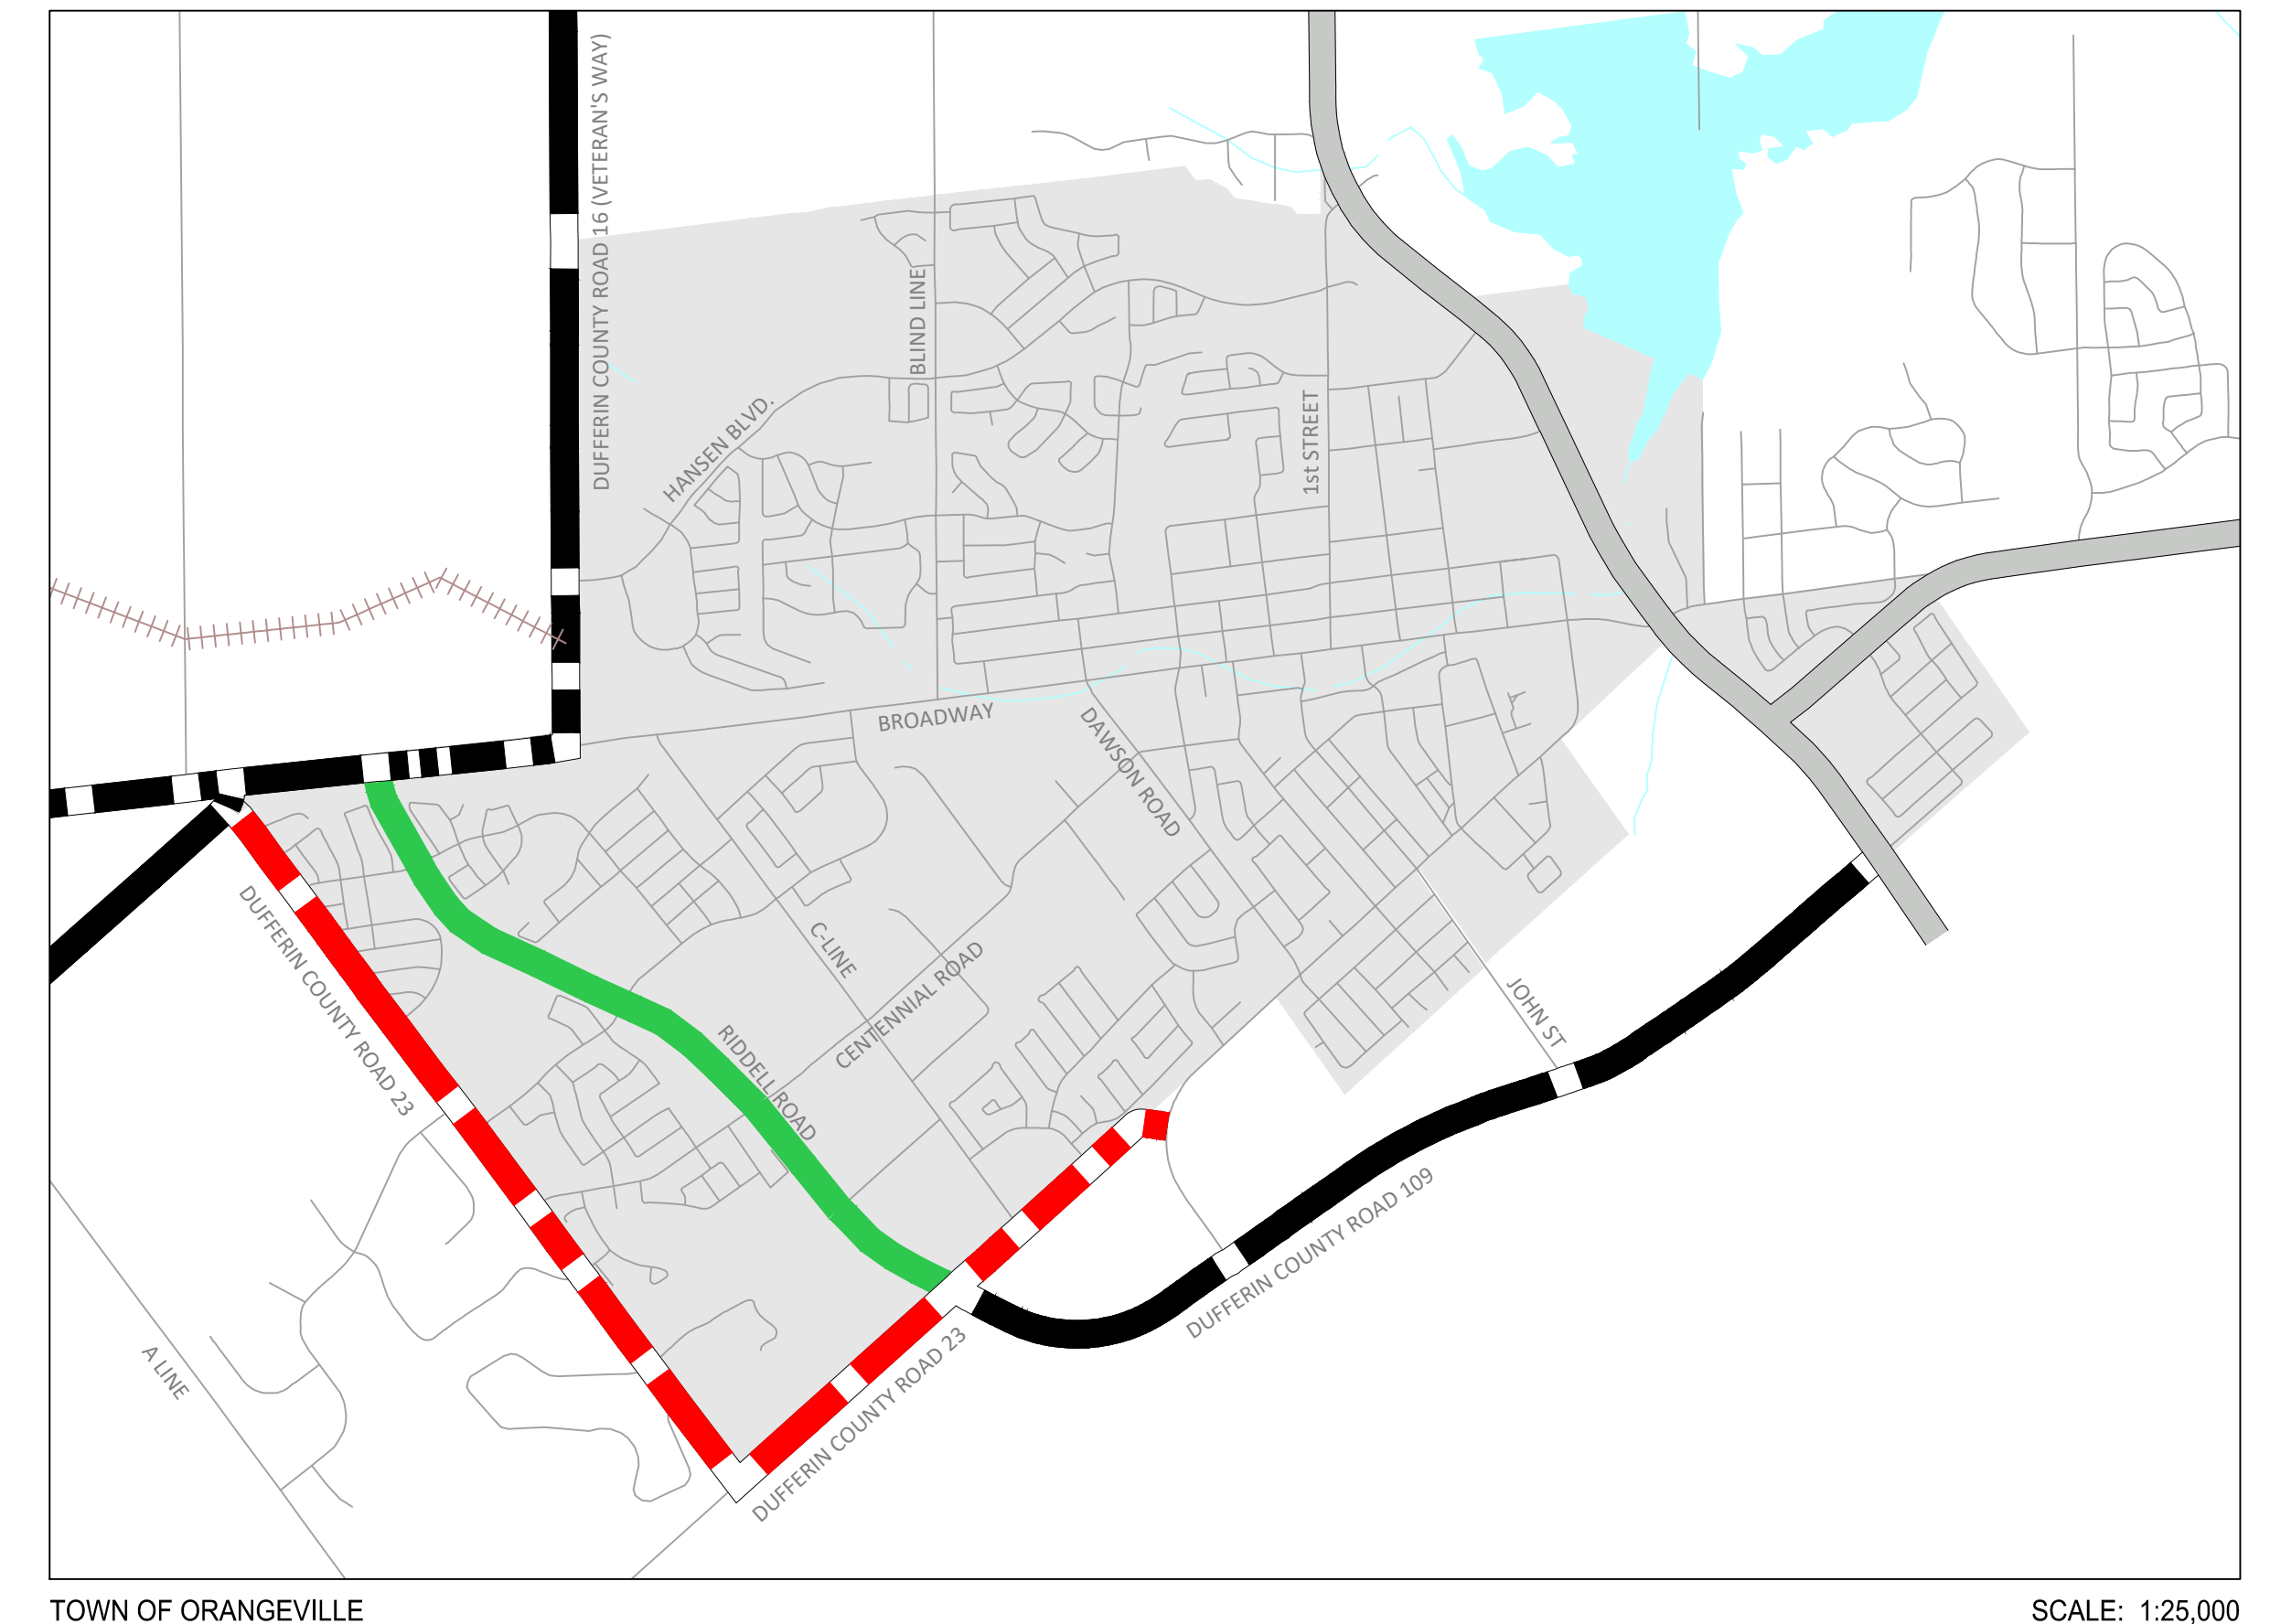 DUFFERIN COUNTY ROAD 16 (VETERAN'S WAY)
BLIND LINE
HANSEN BLVD.
1st STREET
BROADWAY
DAWSON ROAD
DUFFERIN COUNTY ROAD 23
C-LINE
CENTENNIAL ROAD
RIDDELL ROAD
JOHN ST
DUFFERIN COUNTY ROAD 109
A LINE
DUFFERIN COUNTY ROAD 23
TOWN OF ORANGEVILLE
SCALE: 1:25,000